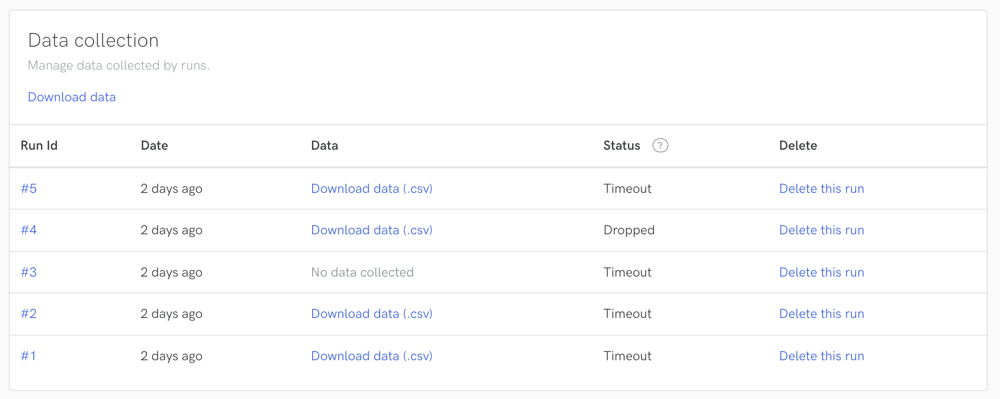 Data collection
Manage data collected by runs.
Download data
Run Id Date Data Status ? Delete
#5 2 days ago Download data (.csv) Timeout Delete this run
#4 2 days ago Download data (.csv) Dropped Delete this run
#3 2 days ago No data collected Timeout Delete this run
#2 2 days ago Download data (.csv) Timeout Delete this run
#1 2 days ago Download data (.csv) Timeout Delete this run